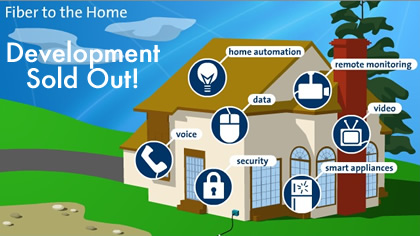 Fiber to the Home
Development
Sold Out!
home automation
remote monitoring
data
video
voice
security
smart appliances